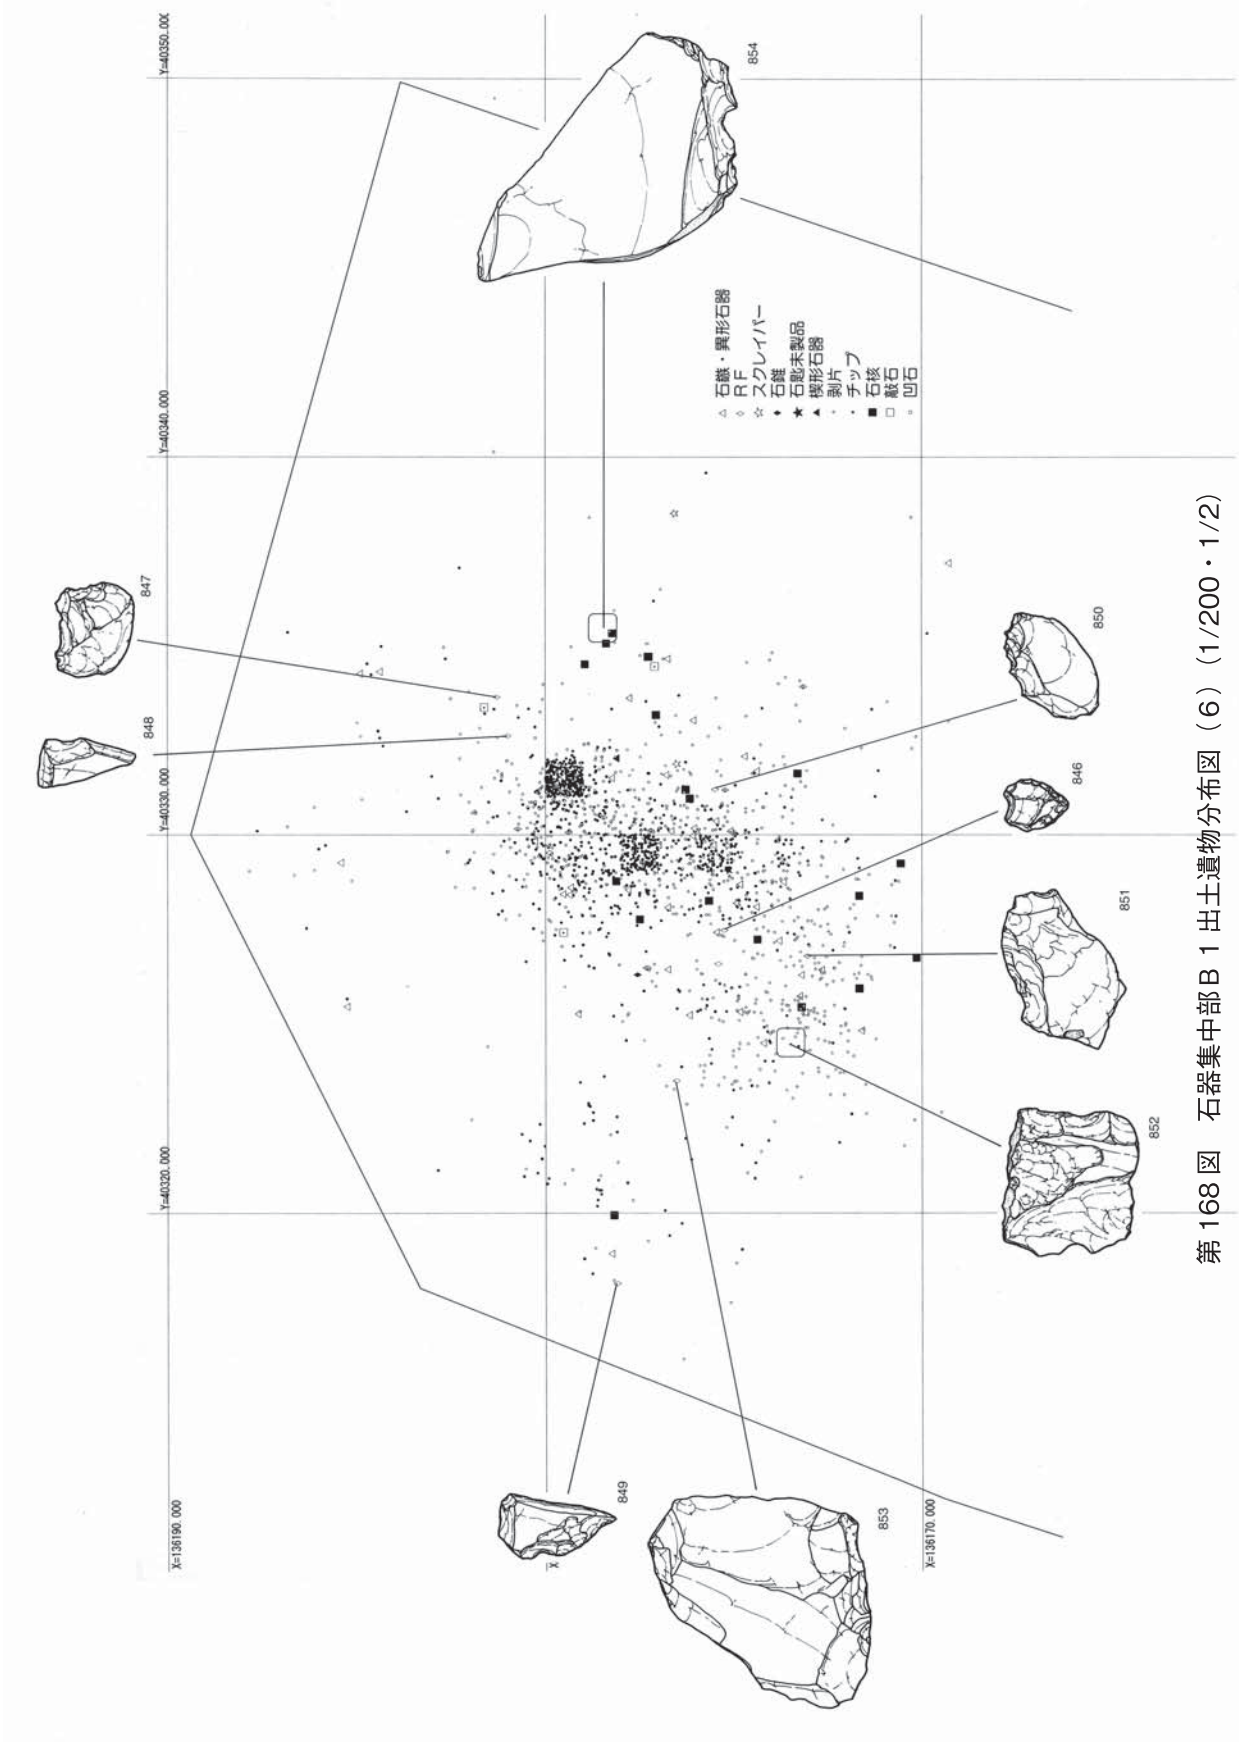 Y=40350.000
Y=40340.000
Y=40330.000
Y=40320.000
X=136190.000
X
X=136170.000
847
848
849
853
854
850
846
851
852
△ 石鏃・異形石器
◇ RF
☆ スクレイパー
◆ 石錐
★ 石匙未製品
▲ 楔形石器
剥片
チップ
■ 石核
□ 敲石
凹石
第168図 石器集中部B1出土遺物分布図（6）（1/200・1/2）